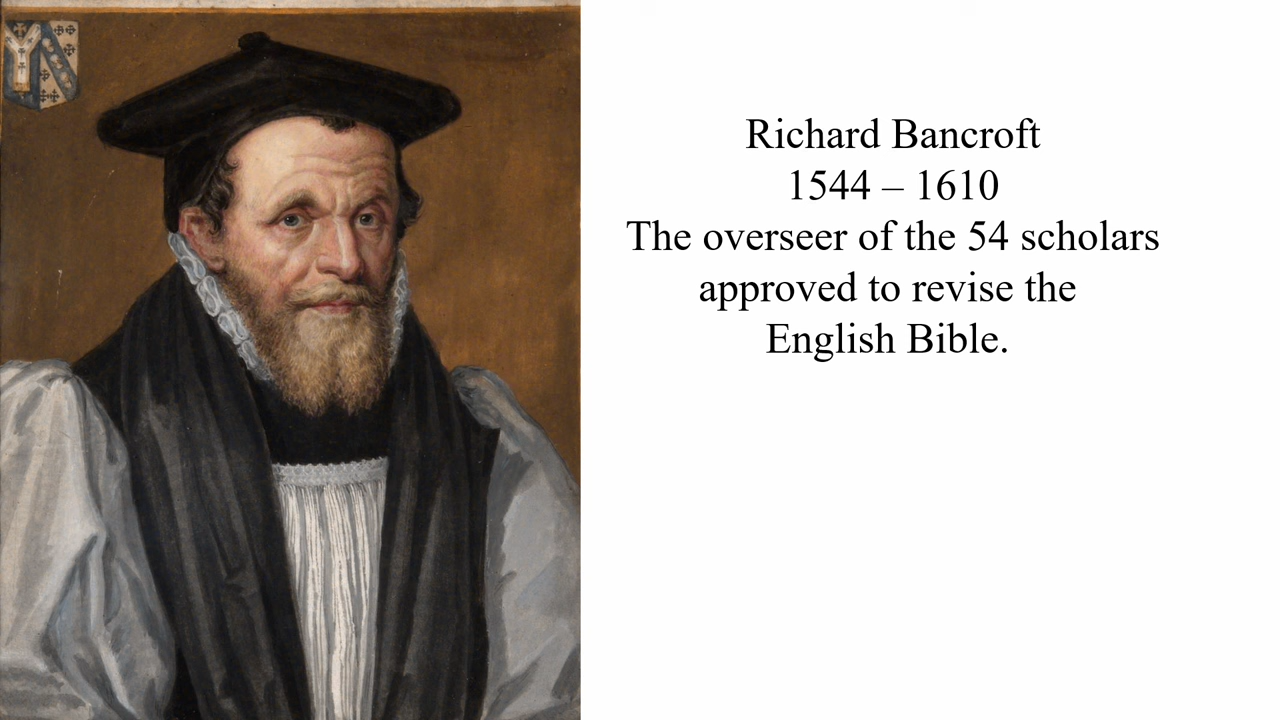 Richard Bancroft
1544 – 1610
The overseer of the 54 scholars
approved to revise the
English Bible.